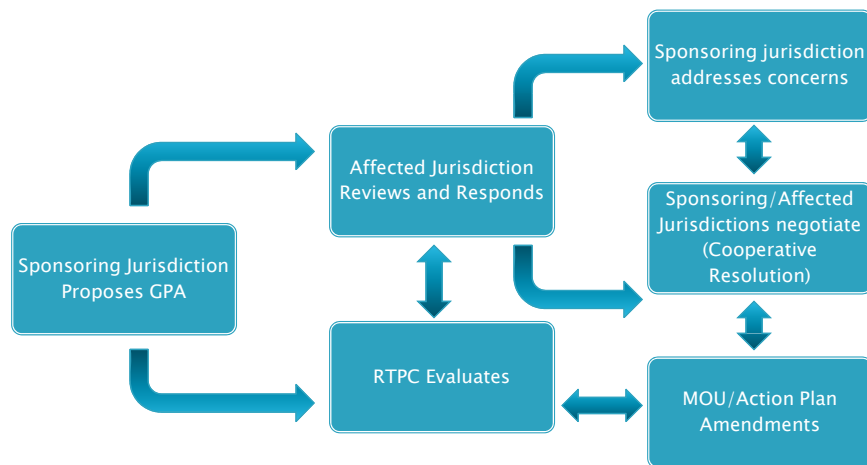 Sponsoring jurisdiction
addresses concerns
Affected Jurisdiction
Reviews and Responds
Sponsoring/Affected
Jurisdictions negotiate
(Cooperative
Resolution)
Sponsoring Jurisdiction
Proposes GPA
RTPC Evaluates
MOU/Action Plan
Amendments